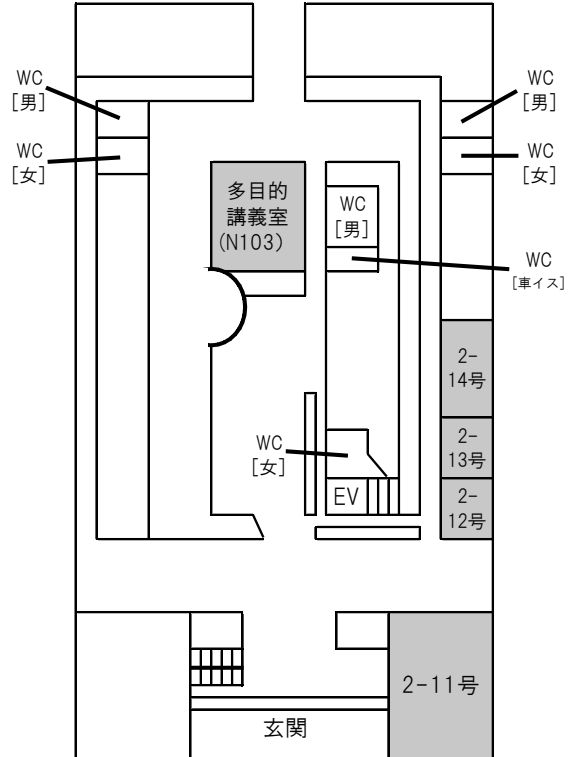 WC
[男]
WC
[女]
WC
[男]
WC
[女]
多目的
講義室
(N103)
WC
[男]
WC
[車イス]
2-
14号
2-
13号
2-
12号
WC
[女]
EV
2-11号
玄関